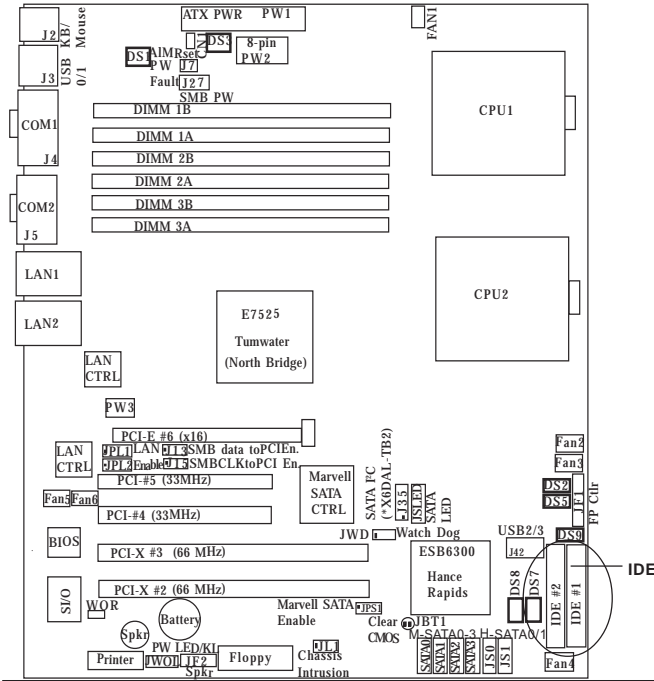 ATX PWR PW1
J2
KB/
Mouse
J3
USB
0/1
DS1
AlM
PW
Fault
Rset
J7
J27
SMB PW
CN1
DS3
8-pin
PW2
FAN1
COM1
J4
DIMM 1B
DIMM 1A
DIMM 2B
DIMM 2A
DIMM 3B
DIMM 3A
CPU1
COM2
J5
LAN1
LAN2
CPU2
E7525
Tumwater
(North Bridge)
LAN
CTRL
PW3
PCI-E #6 (x16)
LAN
CTRL
JPL1
LAN
JPL2
Enable
J13
SMB data toPCIEn.
J15
SMBCLKtoPCI En.
PCI-#5 (33MHz)
Fan5
Fan6
PCI-#4 (33MHz)
Marvell
SATA
CTRL
SATA I²C
(*X6DAL-TB2)
J35
JSLED
SATA
LED
Fan2
Fan3
DS2
DS5
JF1
FP Ctlr
DS9
JWD
Watch Dog
USB2/3
J42
BIOS
PCI-X #3 (66 MHz)
ESB6300
Hance
Rapids
DS8
DS7
IDE #2
IDE #1
IDE
SI/O
PCI-X #2 (66 MHz)
WOR
Battery
Marvell SATA
Enable
JPS1
Clear
CMOS
JBT1
M-SATA0-3
H-SATA0/1
Spkr
PW LED/KL
Printer
JWOL
JF2
Spkr
Floppy
JL1
Chassis
Intrusion
SATA0
SATA1
SATA2
SATA3
JS0
JS1
Fan4